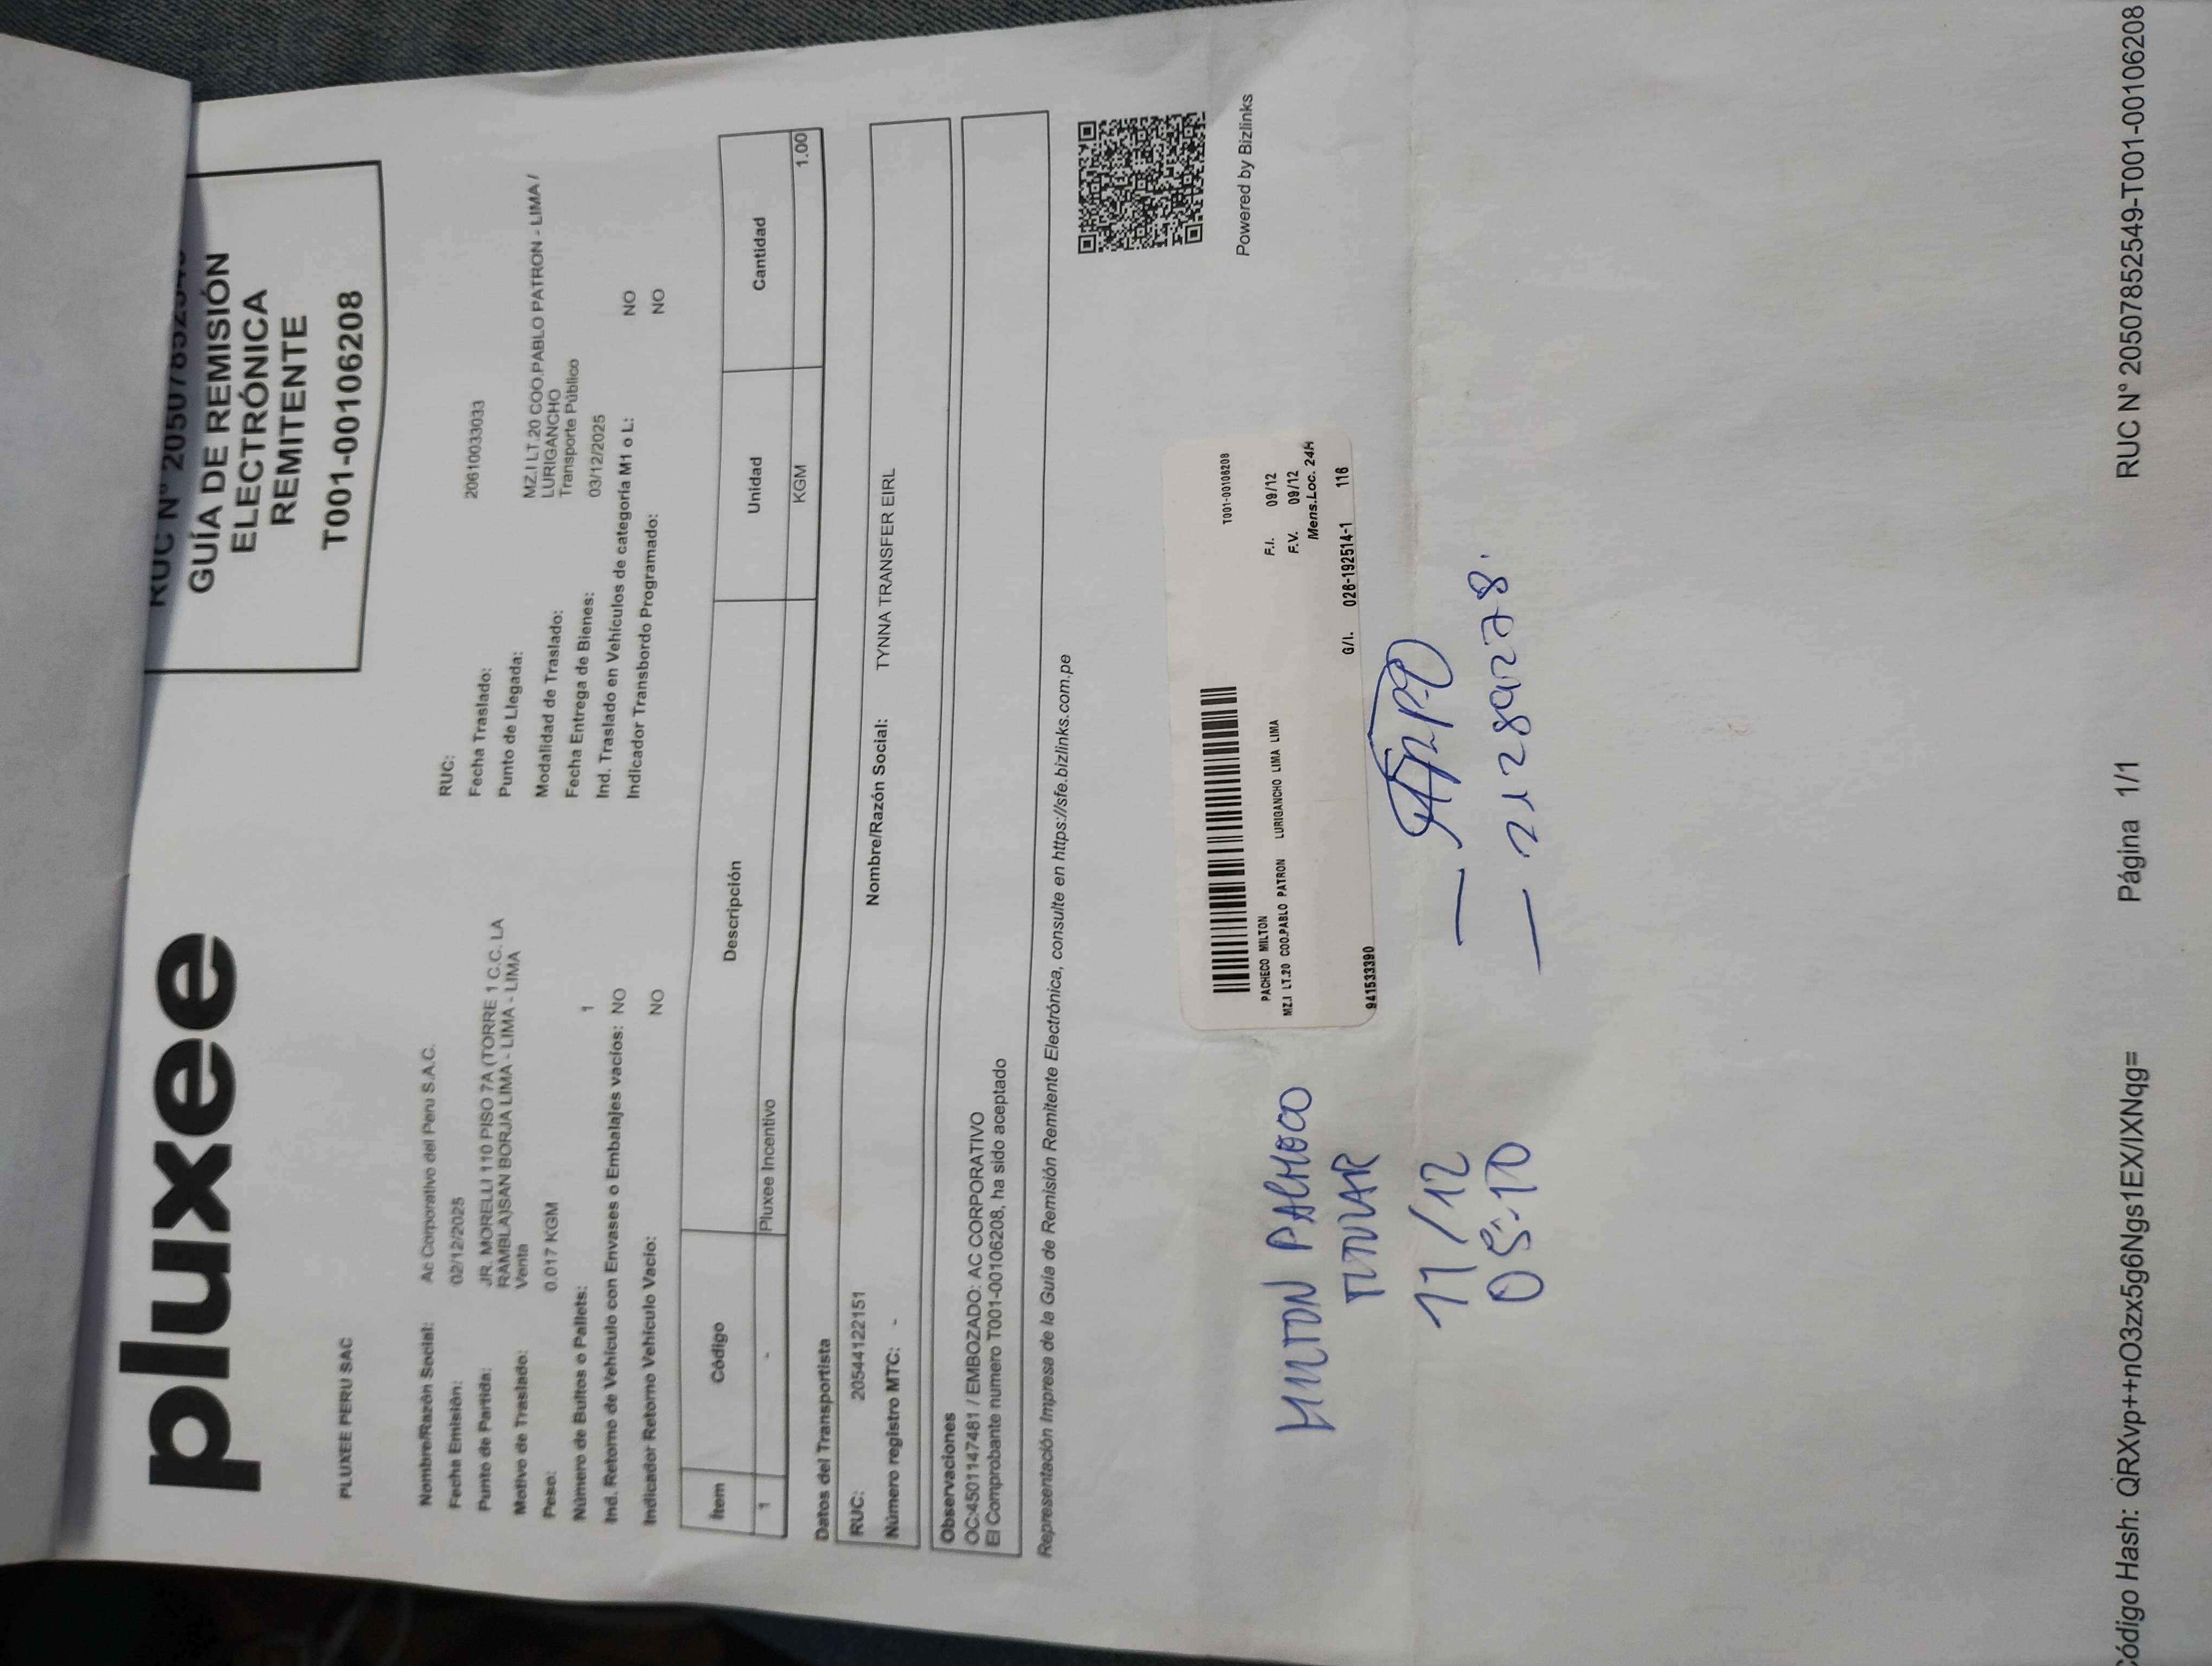 pluxee
RUC N° 20507852549
GUÍA DE REMISIÓN
ELECTRÓNICA
REMITENTE
T001-00106208
PLUXEE PERU SAC
Nombre/Razón Social: Ac Corporativo del Peru S.A.C.
RUC:
Fecha Emisión: 02/12/2025
Fecha Traslado: 20610033033
Punto de Partida: JR. MORELLI 110 PISO 7A (TORRE 1 C.C. LA
RAMBLA)SAN BORJA LIMA - LIMA - LIMA
Punto de Llegada: MZ.I LT.20 COO.PABLO PATRON - LIMA /
LURIGANCHO
Motivo de Traslado: Venta
Modalidad de Traslado: Transporte Público
Peso: 0.017 KGM
Fecha Entrega de Bienes: 03/12/2025
Número de Bultos o Pallets: 1
Ind. Traslado en Vehículos de categoría M1 o L: NO
Ind. Retorno de Vehículo con Envases o Embalajes vacíos: NO
Indicador Transbordo Programado: NO
Indicador Retorno Vehículo Vacio: NO
Item Código Descripción Unidad Cantidad
1 - Pluxee Incentivo KGM 1.00
Datos del Transportista
RUC: 20544122151 Nombre/Razón Social: TYNNA TRANSFER EIRL
Número registro MTC: -
Observaciones
OC:4501147481 / EMBOZADO: AC CORPORATIVO
El Comprobante numero T001-00106208, ha sido aceptado
Representación Impresa de la Guía de Remisión Remitente Electrónica, consulte en https://sfe.bizlinks.com.pe
Powered by Bizlinks
T001-00106208
PACHECO MILTON
MZ.I LT.20 COO.PABLO PATRON LURIGANCHO LIMA LIMA
F.I. 09/12
F.V. 09/12
Mens.Loc. 24H
941533390 G/I. 026-192514-1 116
MILTON PACHECO
TITULAR
11/12
05:10
21289278.
Código Hash: QRXvp++nO3zx5g6Ngs1EX/IXNqg= Página 1/1 RUC N° 20507852549-T001-00106208